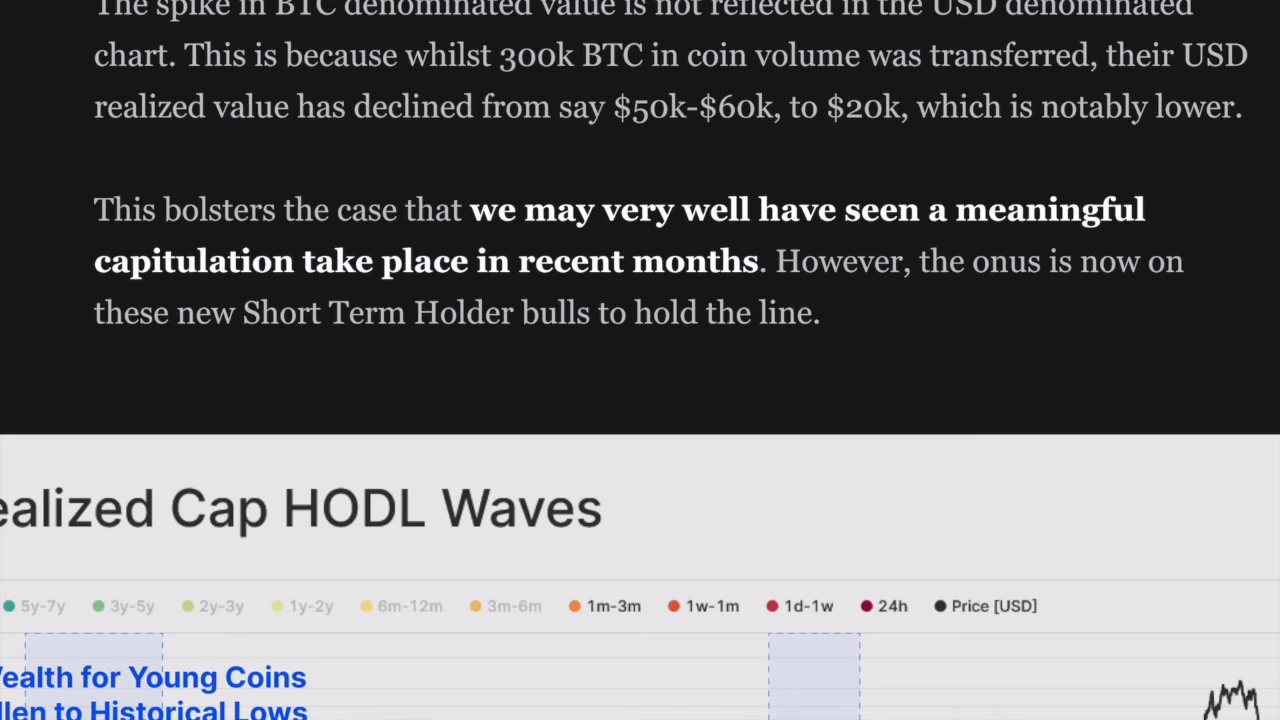 The spike in BTC denominated value is not reflected in the USD denominated
chart. This is because whilst 300k BTC in coin volume was transferred, their USD
realized value has declined from say $50k-$60k, to $20k, which is notably lower.
This bolsters the case that we may very well have seen a meaningful
capitulation take place in recent months. However, the onus is now on
these new Short Term Holder bulls to hold the line.
ealized Cap HODL Waves
5y-7y 3y-5y 2y-3y 1y-2y 6m-12m 3m-6m 1m-3m 1w-1m 1d-1w 24h Price [USD]
ealth for Young Coins
llen to Historical Lows